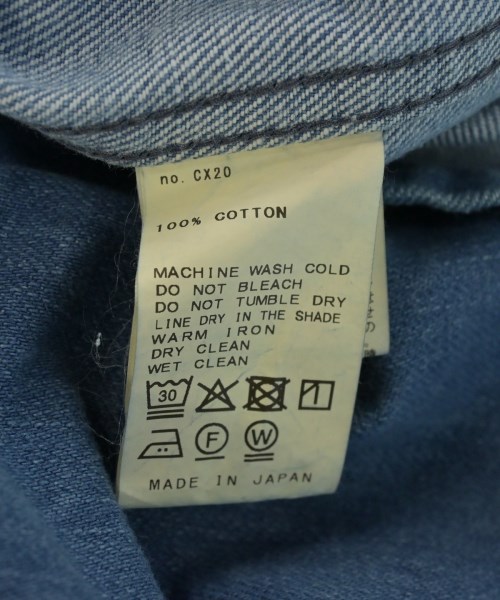 no. CX20
100% COTTON
MACHINE WASH COLD
DO NOT BLEACH
DO NOT TUMBLE DRY
LINE DRY IN THE SHADE
WARM IRON
DRY CLEAN
WET CLEAN
30
F W
MADE IN JAPAN